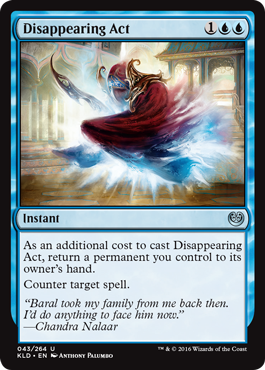 Disappearing Act 1
Instant
As an additional cost to cast Disappearing
Act, return a permanent you control to its
owner's hand.
Counter target spell.
"Baral took my family from me back then.
I'd do anything to face him now."
—Chandra Nalaar
043/264 U
KLD • EN ANTHONY PALUMBO
™ & © 2016 Wizards of the Coast